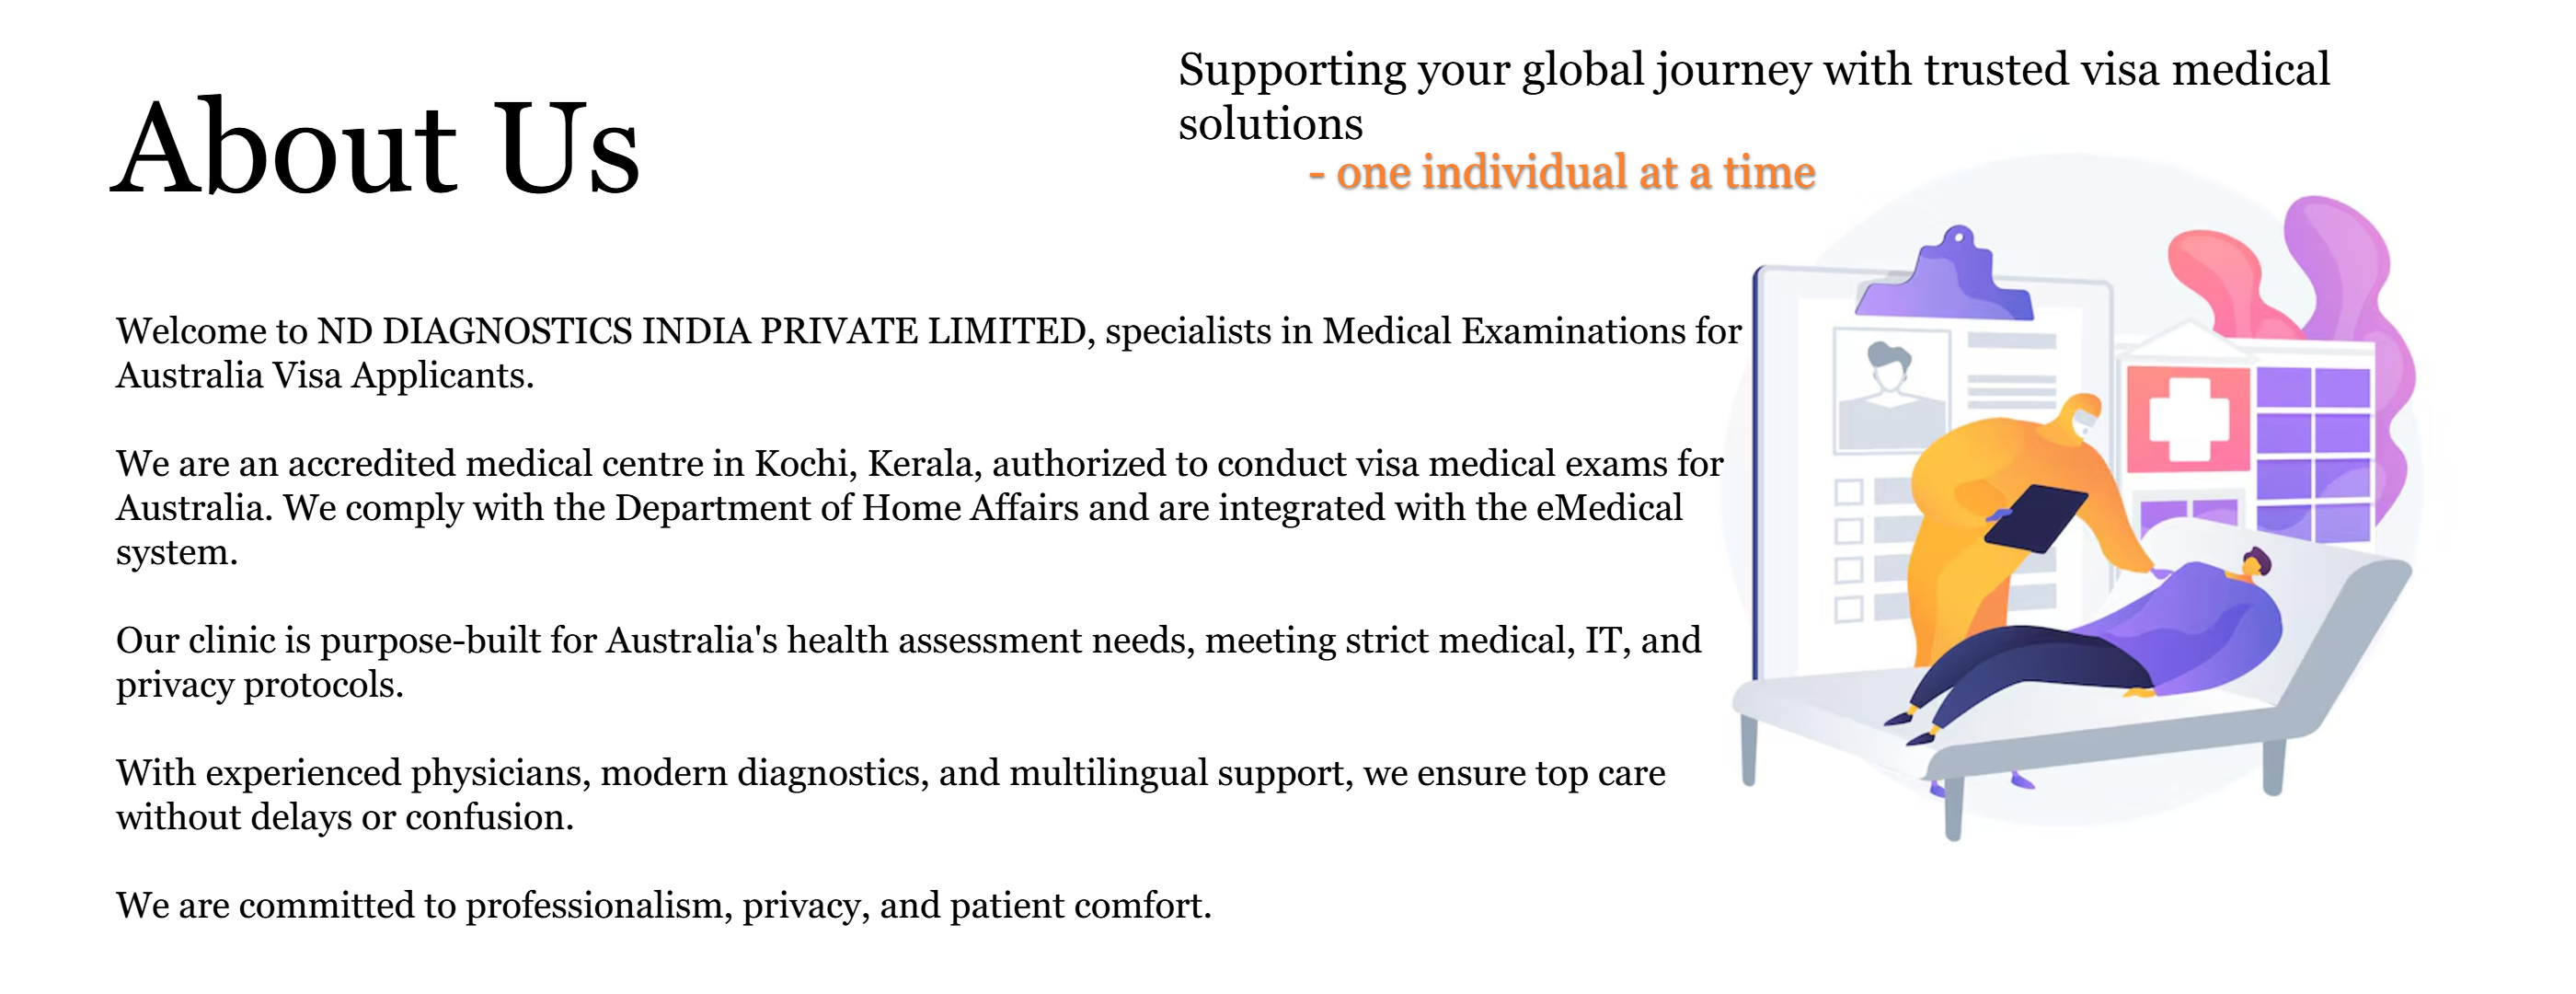 About Us
Supporting your global journey with trusted visa medical
solutions
- one individual at a time
Welcome to ND DIAGNOSTICS INDIA PRIVATE LIMITED, specialists in Medical Examinations for
Australia Visa Applicants.
We are an accredited medical centre in Kochi, Kerala, authorized to conduct visa medical exams for
Australia. We comply with the Department of Home Affairs and are integrated with the eMedical
system.
Our clinic is purpose-built for Australia's health assessment needs, meeting strict medical, IT, and
privacy protocols.
With experienced physicians, modern diagnostics, and multilingual support, we ensure top care
without delays or confusion.
We are committed to professionalism, privacy, and patient comfort.